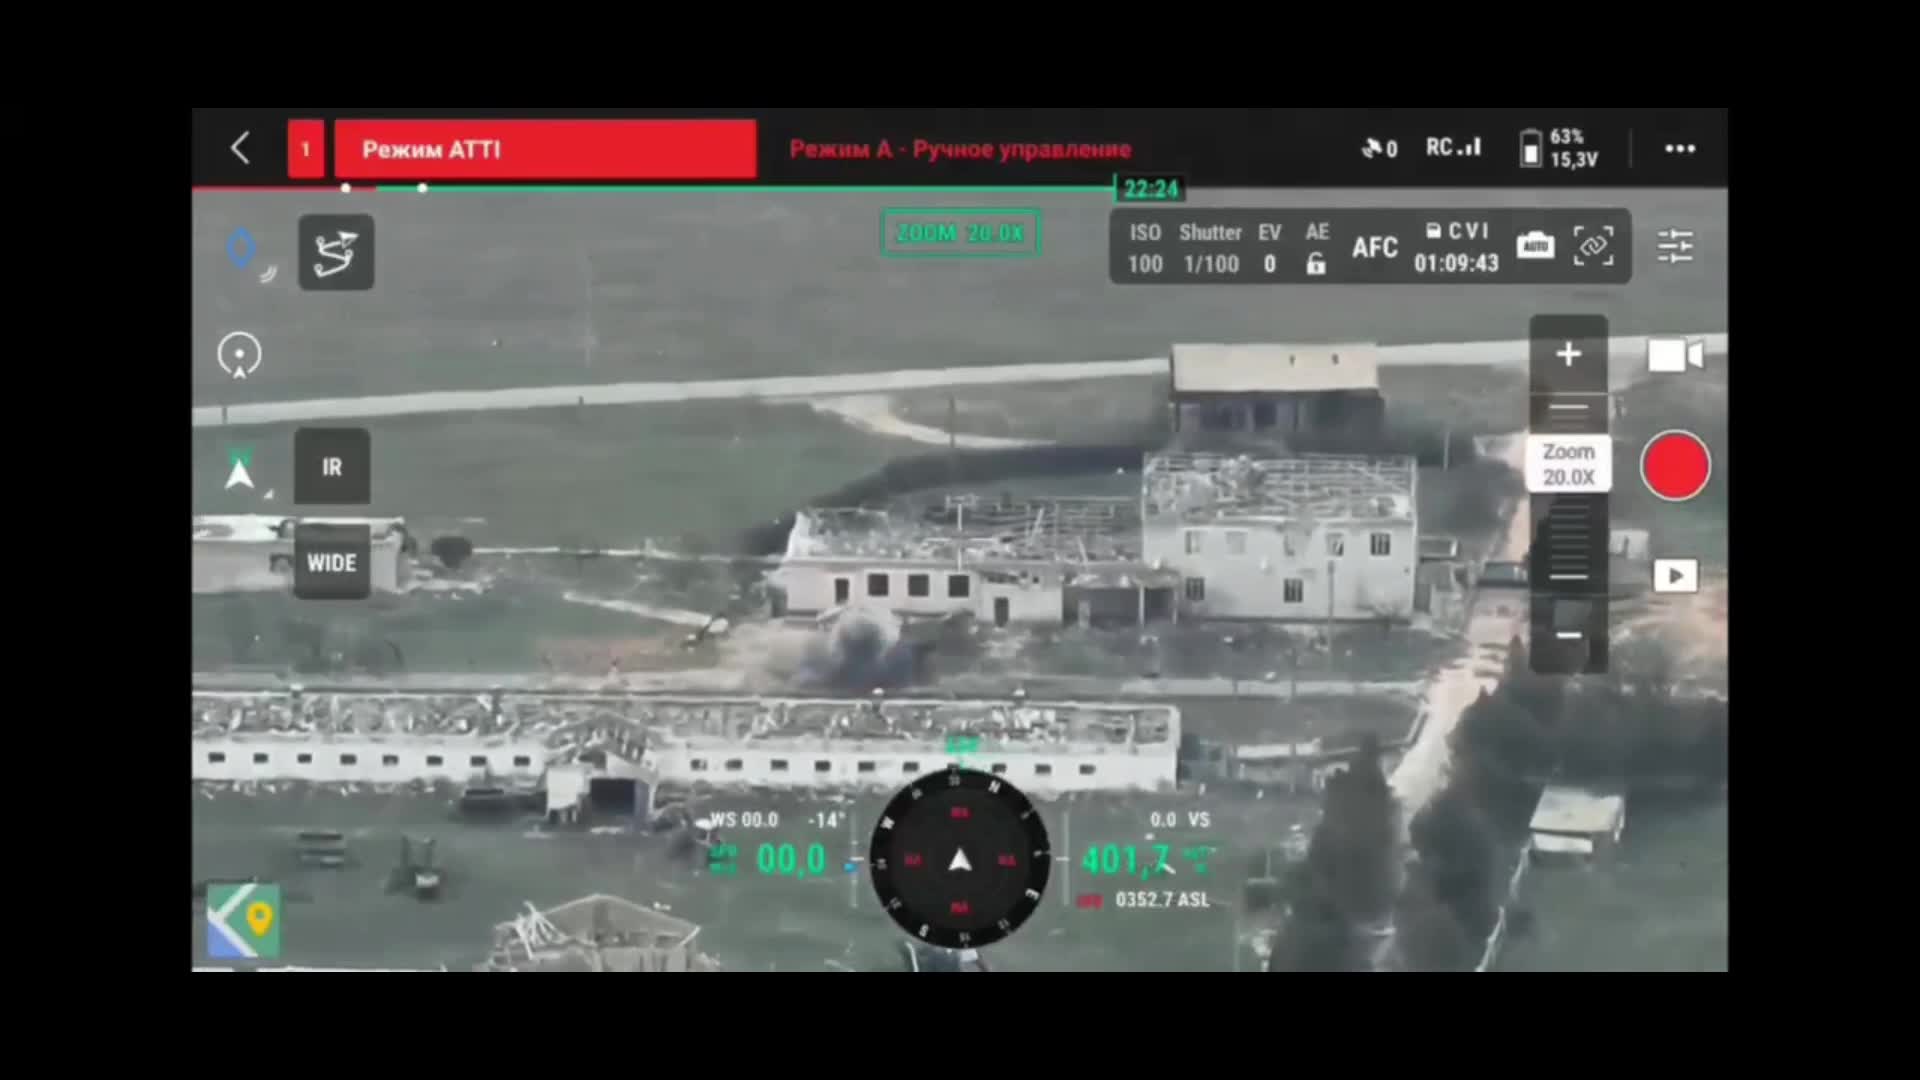 1
Режим ATTI
Режим A - Ручное управление
0
RC
63%
15,3V
22:24
ZOOM 20.0X
ISO
100
Shutter
1/100
EV
0
AE
AFC
CVI
01:09:43
AUTO
IR
WIDE
Zoom
20.0X
WS 00.0 -14°
00,0
N
W
E
S
0.0 VS
401,7
0352.7 ASL